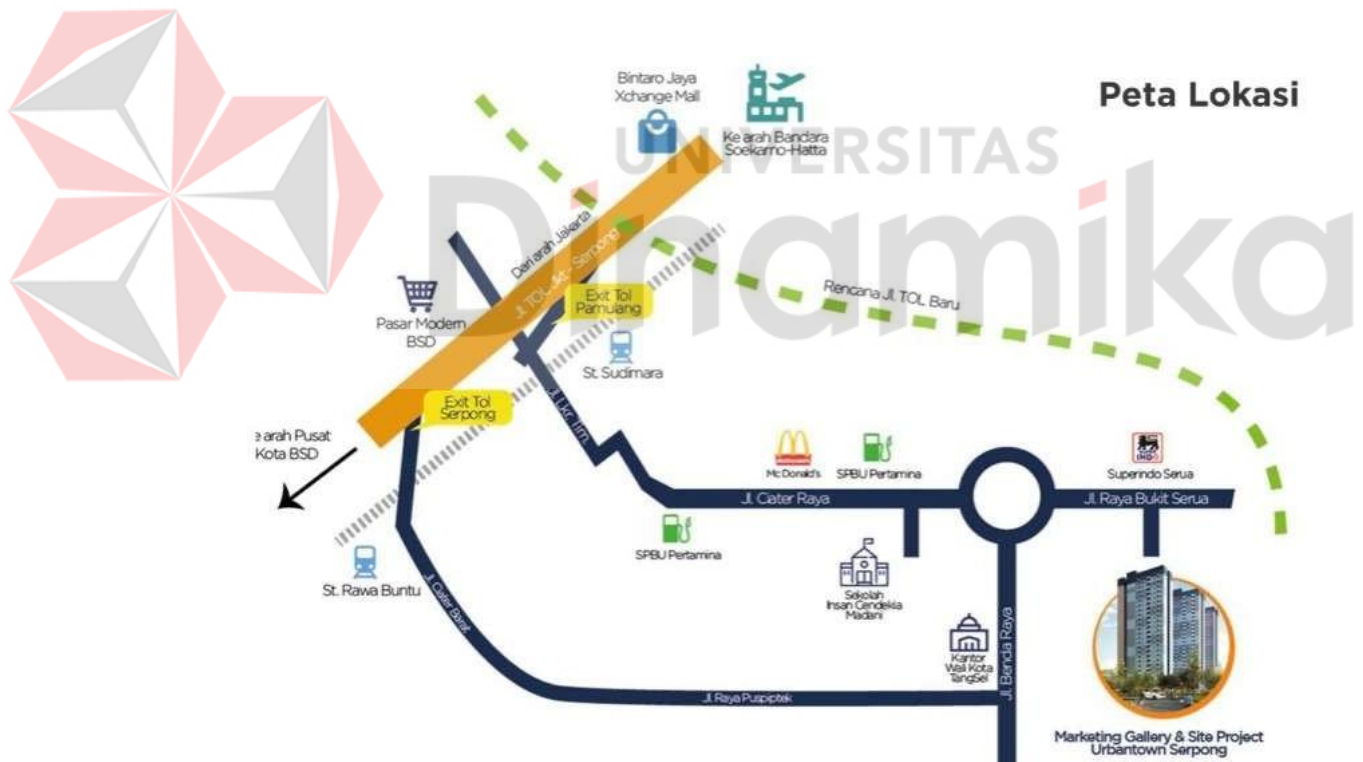 Peta Lokasi
UNIVERSITAS
Dinamika
Bintaro Jaya
Xchange Mall
Ke arah Bandara
Soekarno-Hatta
Dari arah Jakarta
Jl. TOL Jkt - Serpong
Rencana Jl. TOL Baru
Pasar Modern
BSD
Exit Tol
Pamulang
St. Sudimara
Exit Tol
Serpong
Jl. Lkr. Tim.
e arah Pusat
Kota BSD
Mc Donald's
SPBU Pertamina
INDO
Superindo Serua
Jl. Ciater Raya
Jl. Raya Bukit Serua
SPBU Pertamina
St. Rawa Buntu
Jl. Ciater Barat
Sekolah
Insan Cendekia
Madani
Kantor
Wali Kota
TangSel
Jl. Benda Raya
Jl. Raya Puspiptek
Marketing Gallery & Site Project
Urbantown Serpong